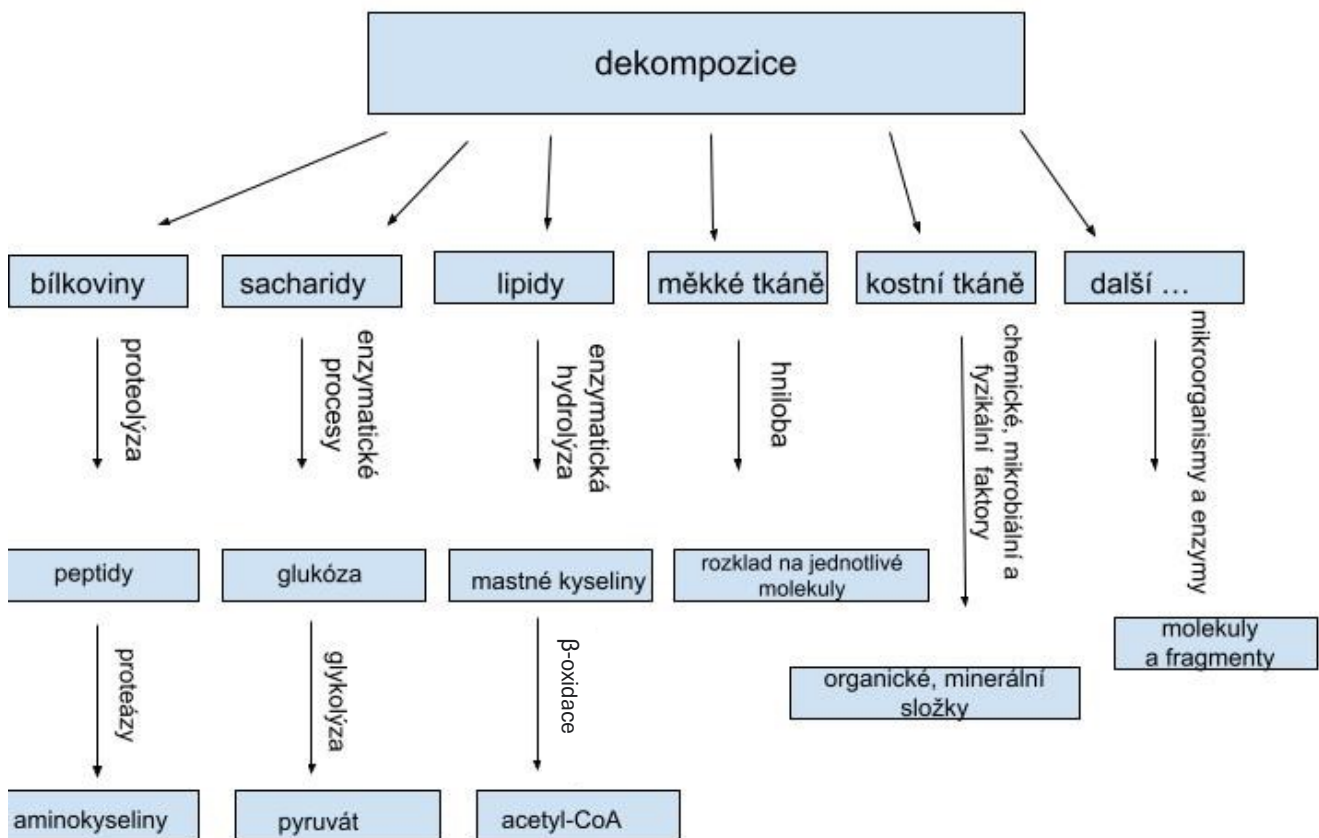 dekompozice
bílkoviny
sacharidy
lipidy
měkké tkáně
kostní tkáně
další ...
proteolýza
enzymatické
procesy
enzymatická
hydrolýza
hniloba
chemické, mikrobiální a
fyzikální faktory
mikroorganismy a enzymy
peptidy
glukóza
mastné kyseliny
rozklad na jednotlivé
molekuly
organické, minerální
složky
molekuly
a fragmenty
proteázy
glykolýza
β-oxidace
aminokyseliny
pyruvát
acetyl-CoA